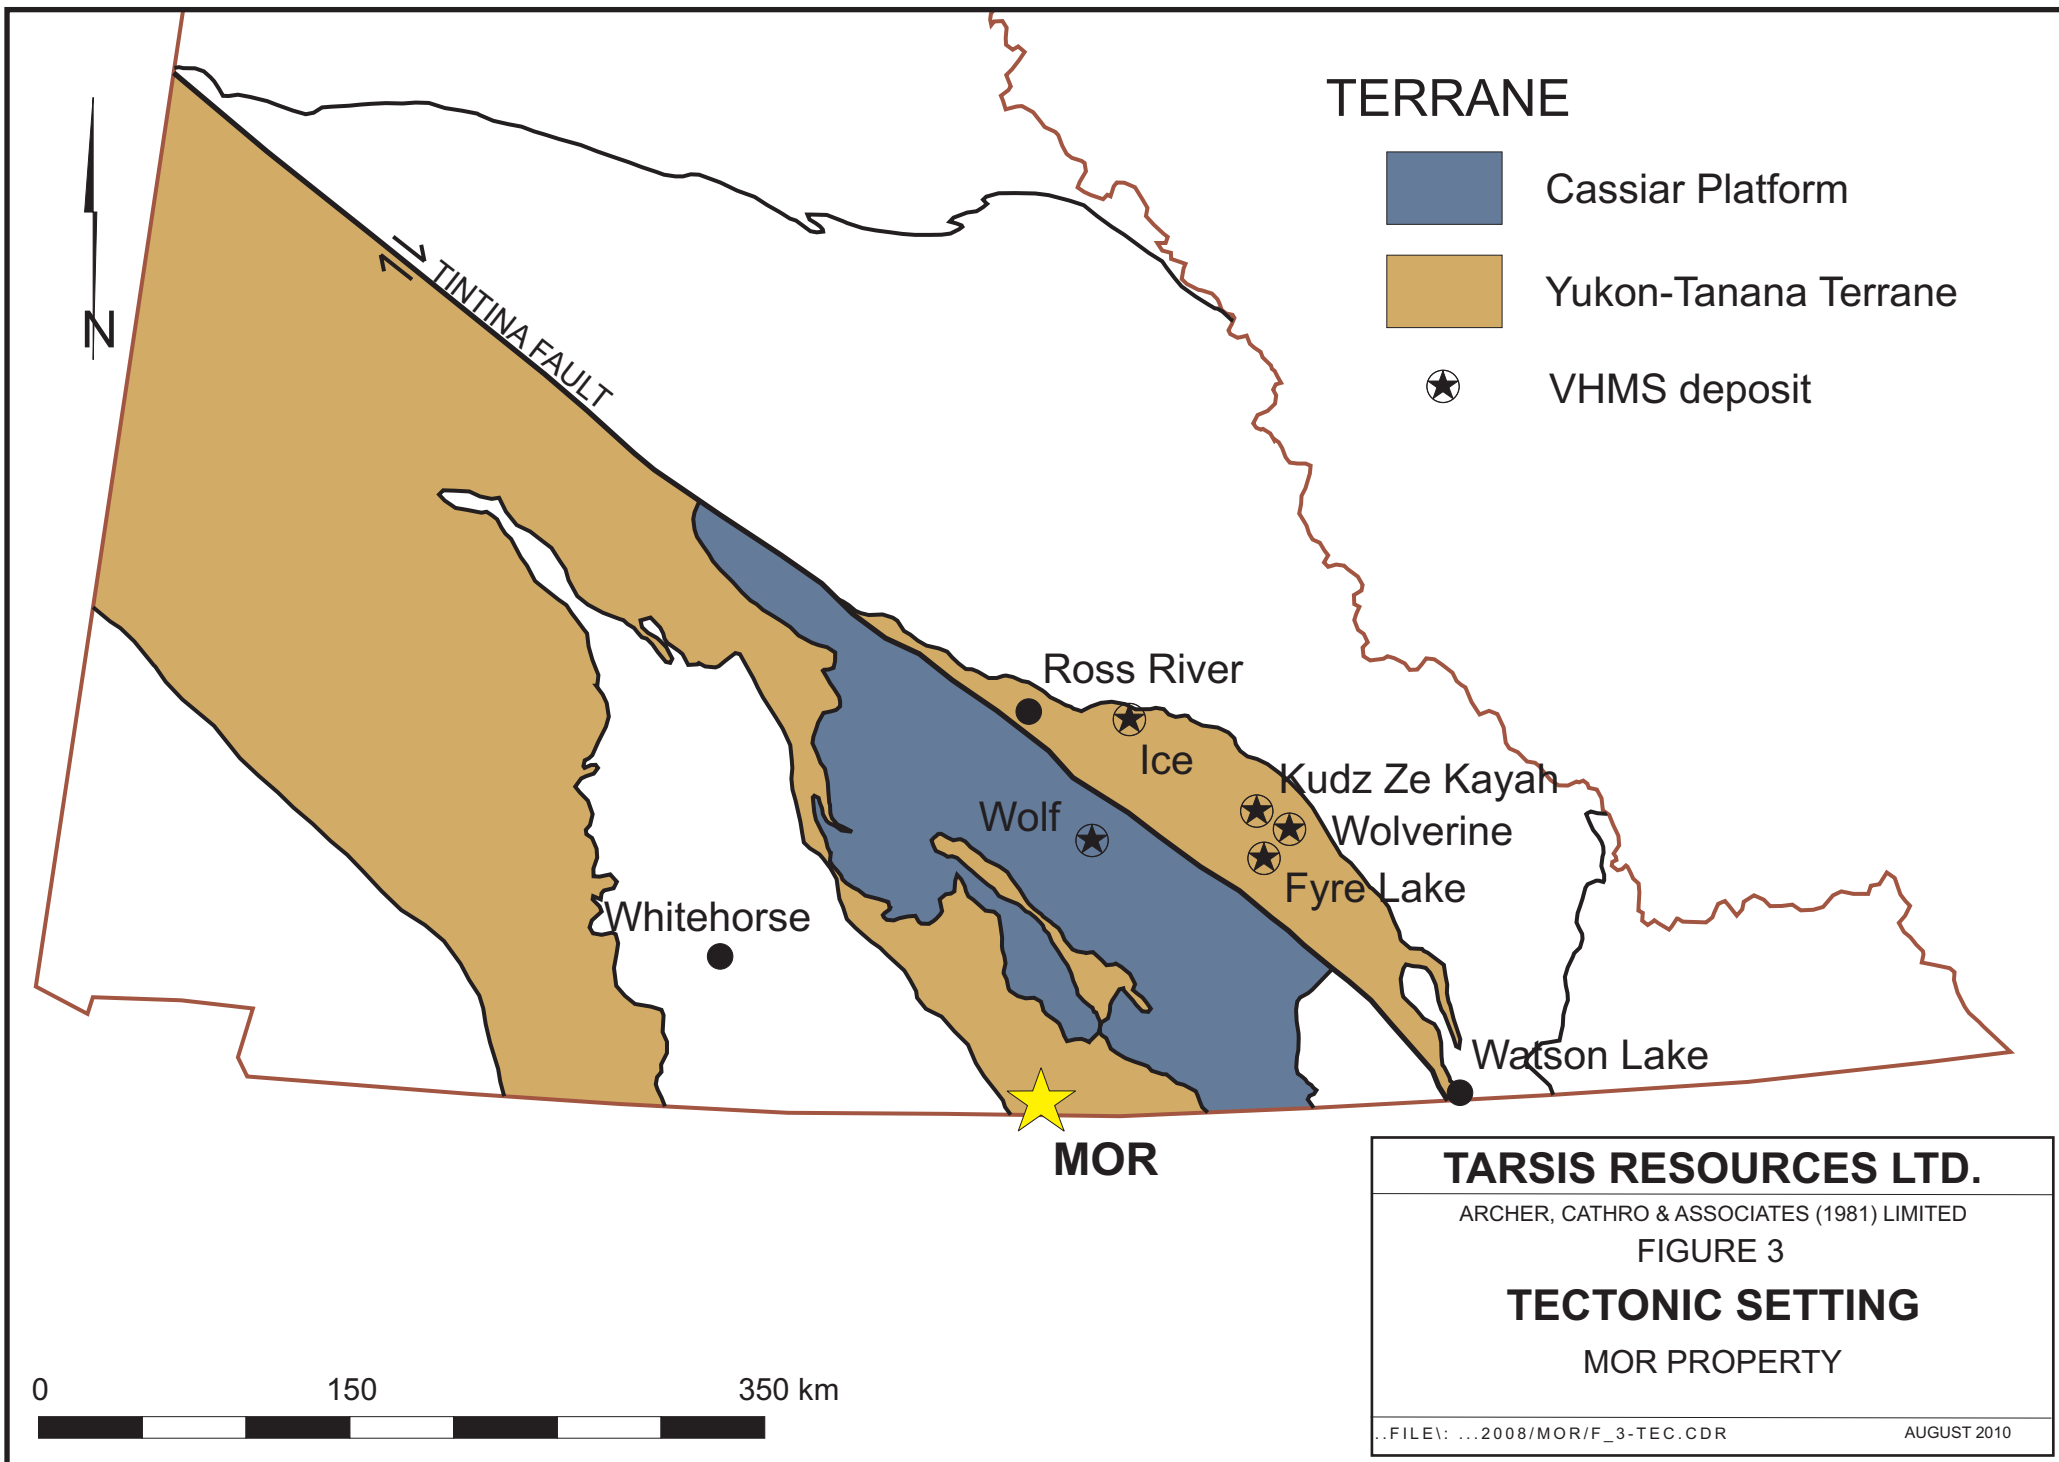 TERRANE
Cassiar Platform
Yukon-Tanana Terrane
VHMS deposit
N
TINTINA FAULT
Ross River
Ice
Kudz Ze Kayah
Wolf
Wolverine
Fyre Lake
Whitehorse
Watson Lake
MOR
TARSIS RESOURCES LTD.
ARCHER, CATHRO & ASSOCIATES (1981) LIMITED
FIGURE 3
TECTONIC SETTING
MOR PROPERTY
..FILE\: ...2008/MOR/F_3-TEC.CDR AUGUST 2010
0 150 350 km